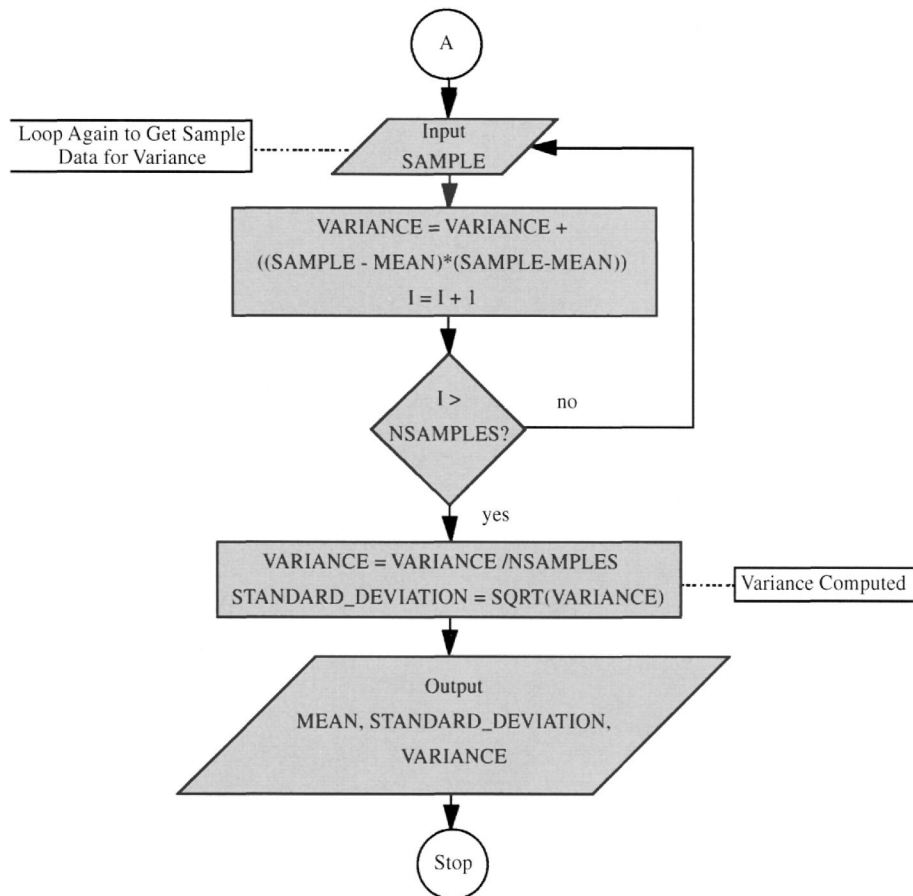 A
Loop Again to Get Sample
Data for Variance
Input
SAMPLE
VARIANCE = VARIANCE +
((SAMPLE - MEAN)*(SAMPLE-MEAN))
I = I + 1
I >
NSAMPLES?
no
yes
VARIANCE = VARIANCE /NSAMPLES
STANDARD_DEVIATION = SQRT(VARIANCE)
Variance Computed
Output
MEAN, STANDARD_DEVIATION,
VARIANCE
Stop